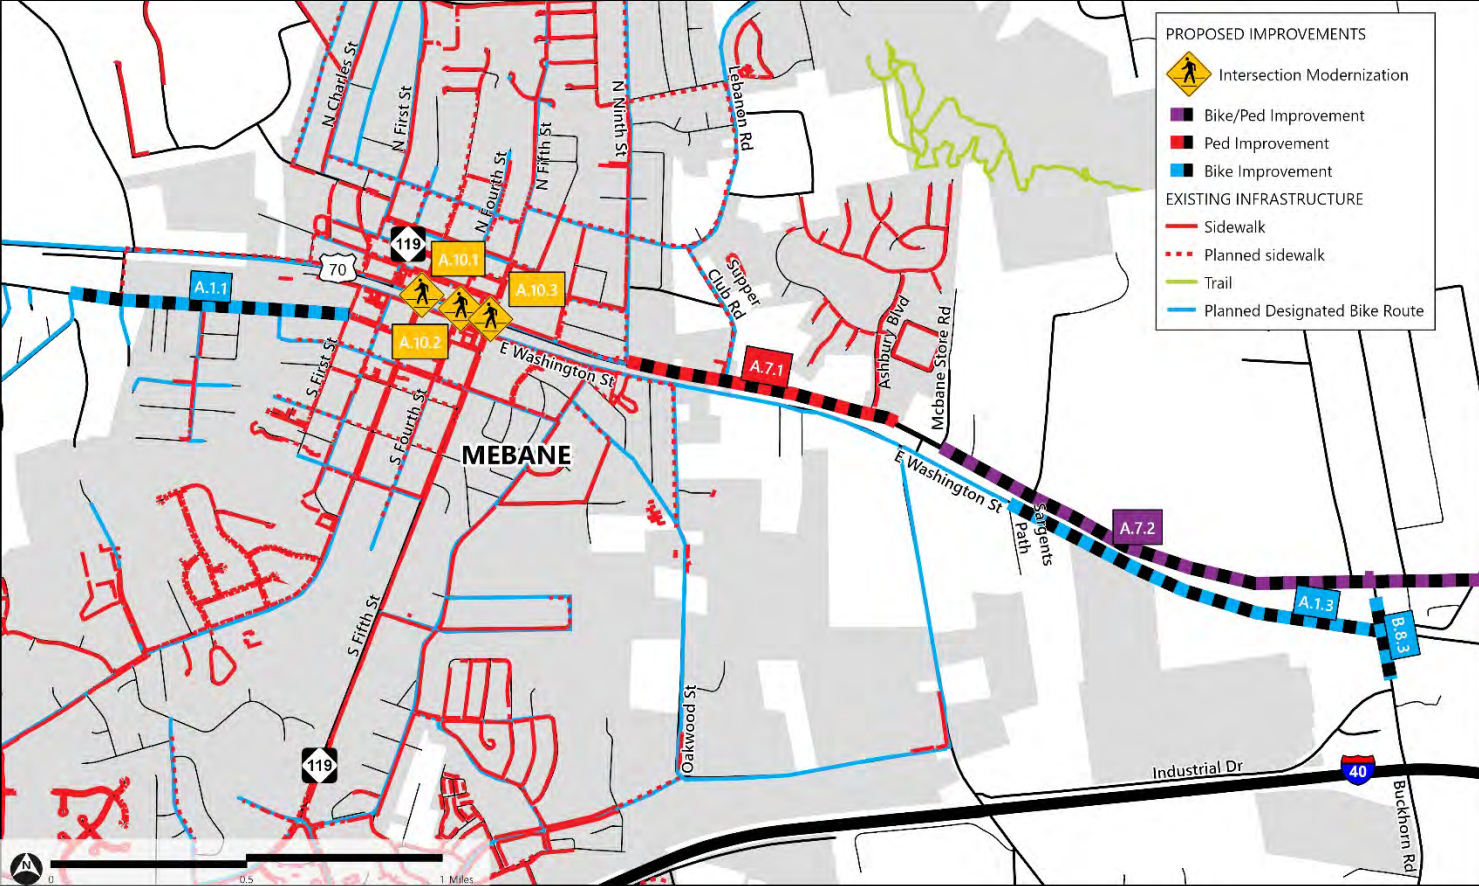 PROPOSED IMPROVEMENTS
Intersection Modernization
Bike/Ped Improvement
Ped Improvement
Bike Improvement
EXISTING INFRASTRUCTURE
Sidewalk
Planned sidewalk
Trail
Planned Designated Bike Route
N Charles St
N First St
N Fourth St
N Fifth St
N Ninth St
Lebanon Rd
119
70
A.10.1
A.10.3
A.10.2
A.1.1
Supper
Club Rd
Ashbury Blvd
Mcbane Store Rd
E Washington St
A.7.1
S First St
S Fourth St
MEBANE
E Washington St
Sargents
Path
A.7.2
A.1.3
B.8.3
S Fifth St
Oakwood St
119
Industrial Dr
40
Buckhorn Rd
N
0
0.5
1 Miles